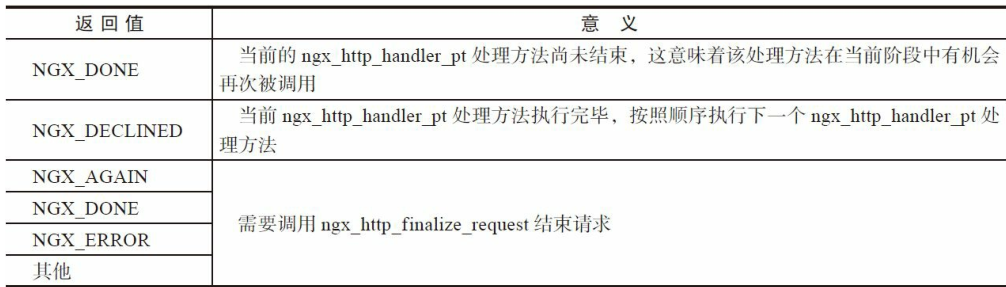 返回值 意义
NGX_DONE 当前的 ngx_http_handler_pt 处理方法尚未结束，这意味着该处理方法在当前阶段中有机会
再次被调用
NGX_DECLINED 当前 ngx_http_handler_pt 处理方法执行完毕，按照顺序执行下一个 ngx_http_handler_pt 处
理方法
NGX_AGAIN
NGX_DONE
需要调用 ngx_http_finalize_request 结束请求
NGX_ERROR
其他